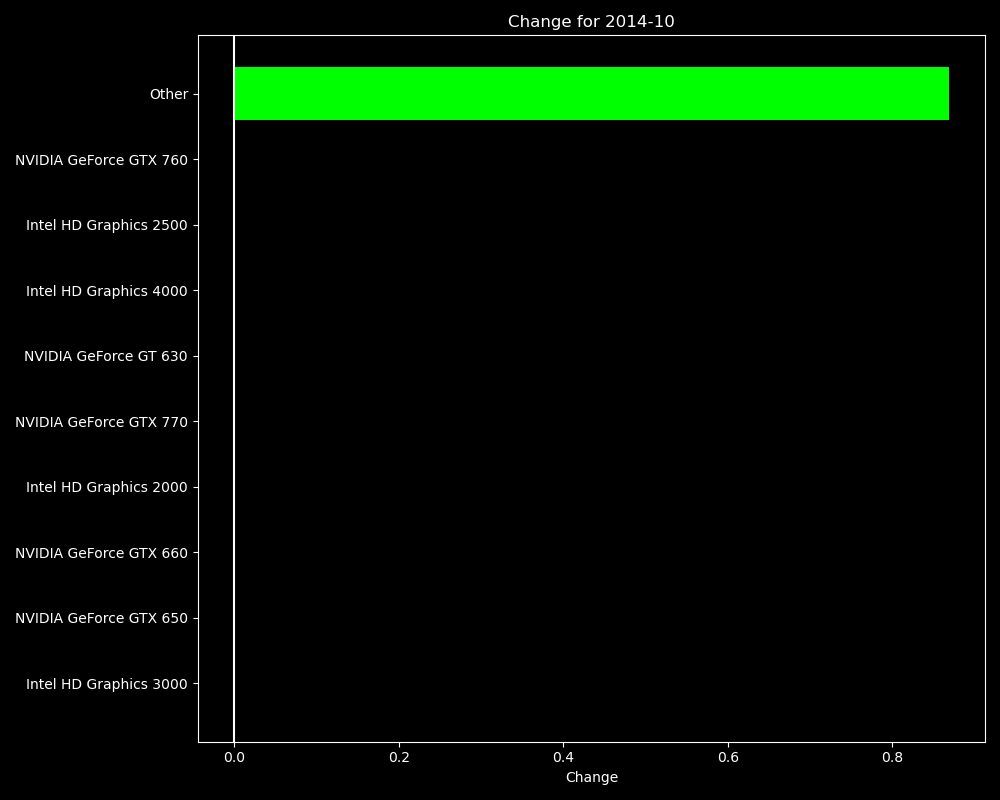 Change for 2014-10
Other
NVIDIA GeForce GTX 760
Intel HD Graphics 2500
Intel HD Graphics 4000
NVIDIA GeForce GT 630
NVIDIA GeForce GTX 770
Intel HD Graphics 2000
NVIDIA GeForce GTX 660
NVIDIA GeForce GTX 650
Intel HD Graphics 3000
0.0 0.2 0.4 0.6 0.8
Change